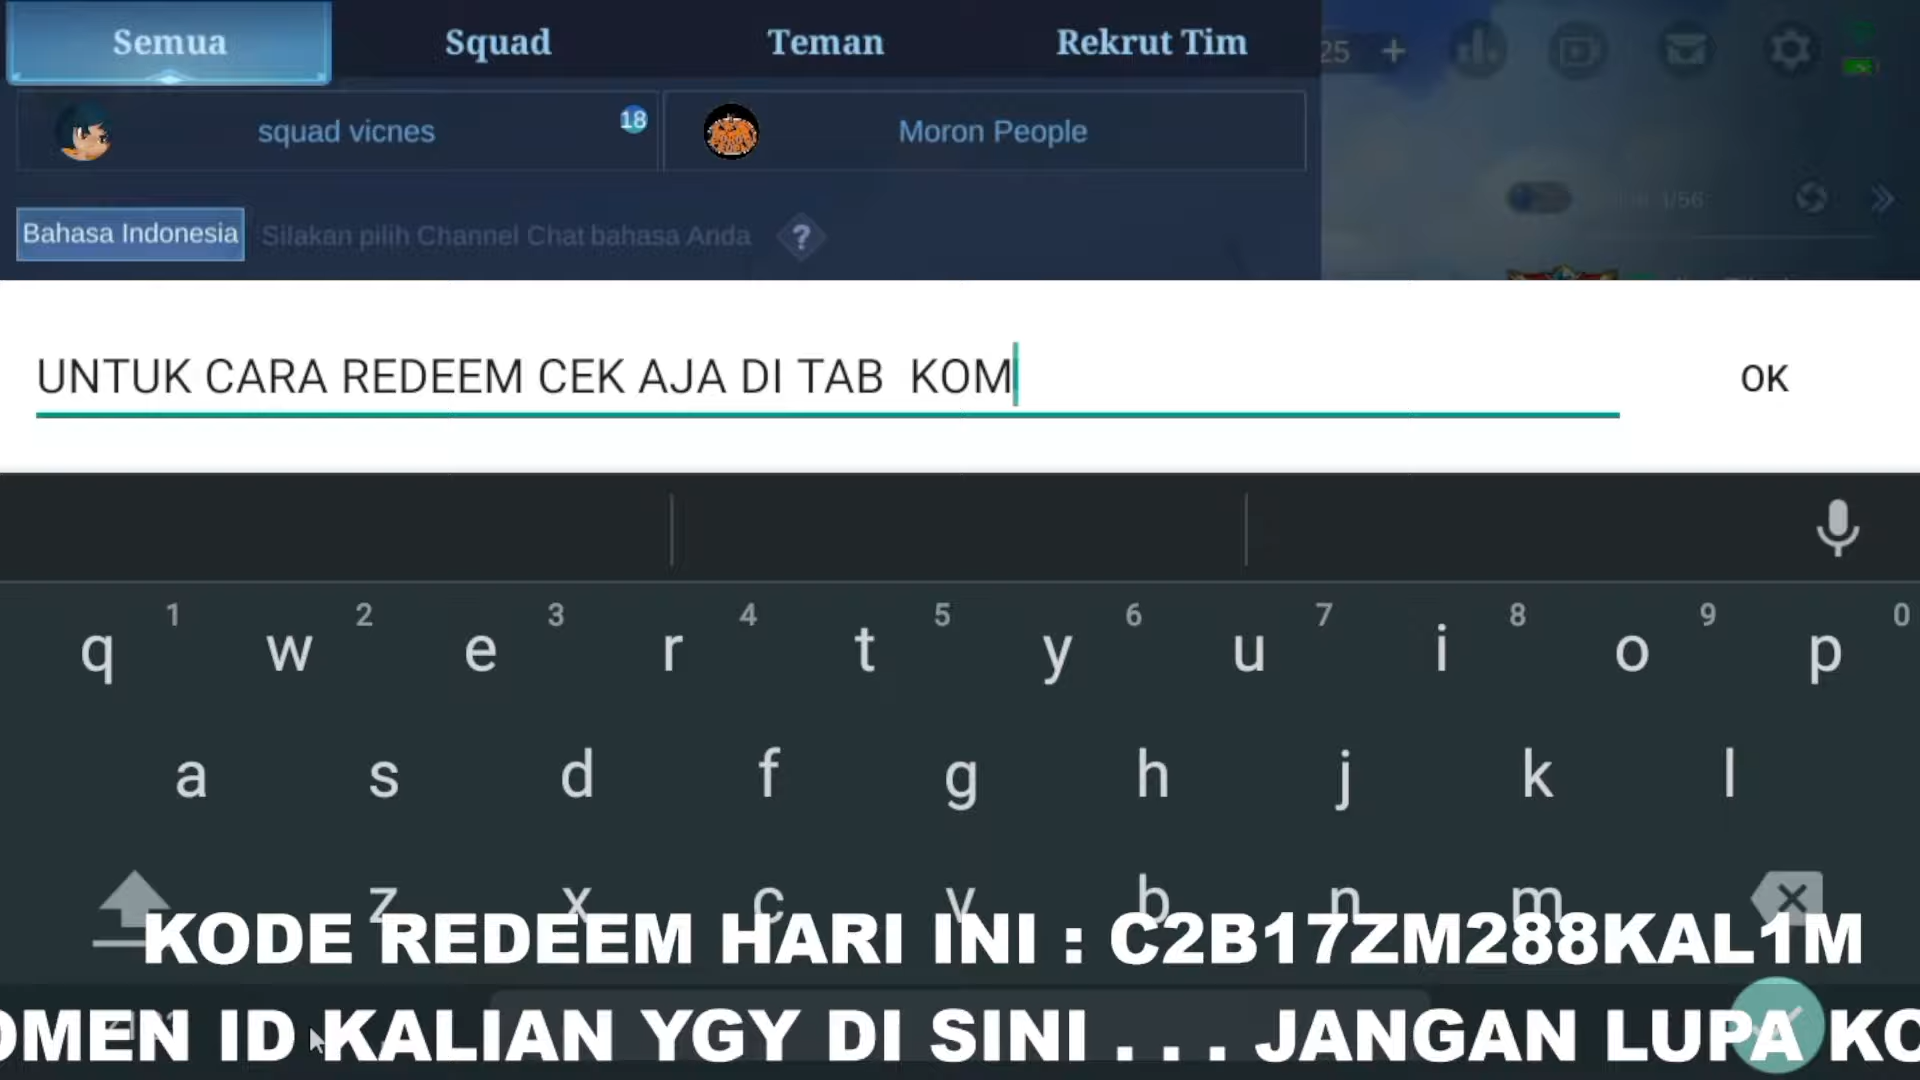 Semua Squad Teman Rekrut Tim
25 +
squad vicnes 18 Moron People
Bahasa Indonesia Silakan pilih Channel Chat bahasa Anda ?
UNTUK CARA REDEEM CEK AJA DI TAB  KOM OK
1 2 3 4 5 6 7 8 9 0
q w e r t y u i o p
a s d f g h j k l
z x c v b n m
KODE REDEEM HARI INI : C2B17ZM288KAL1M
OMEN ID KALIAN YGY DI SINI . . . JANGAN LUPA KO